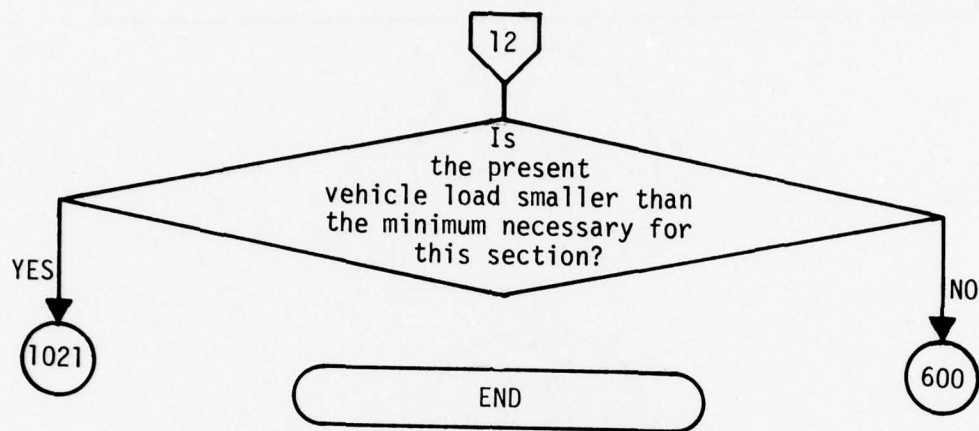 12
Is
the present
vehicle load smaller than
the minimum necessary for
this section?
YES
NO
1021
600
END